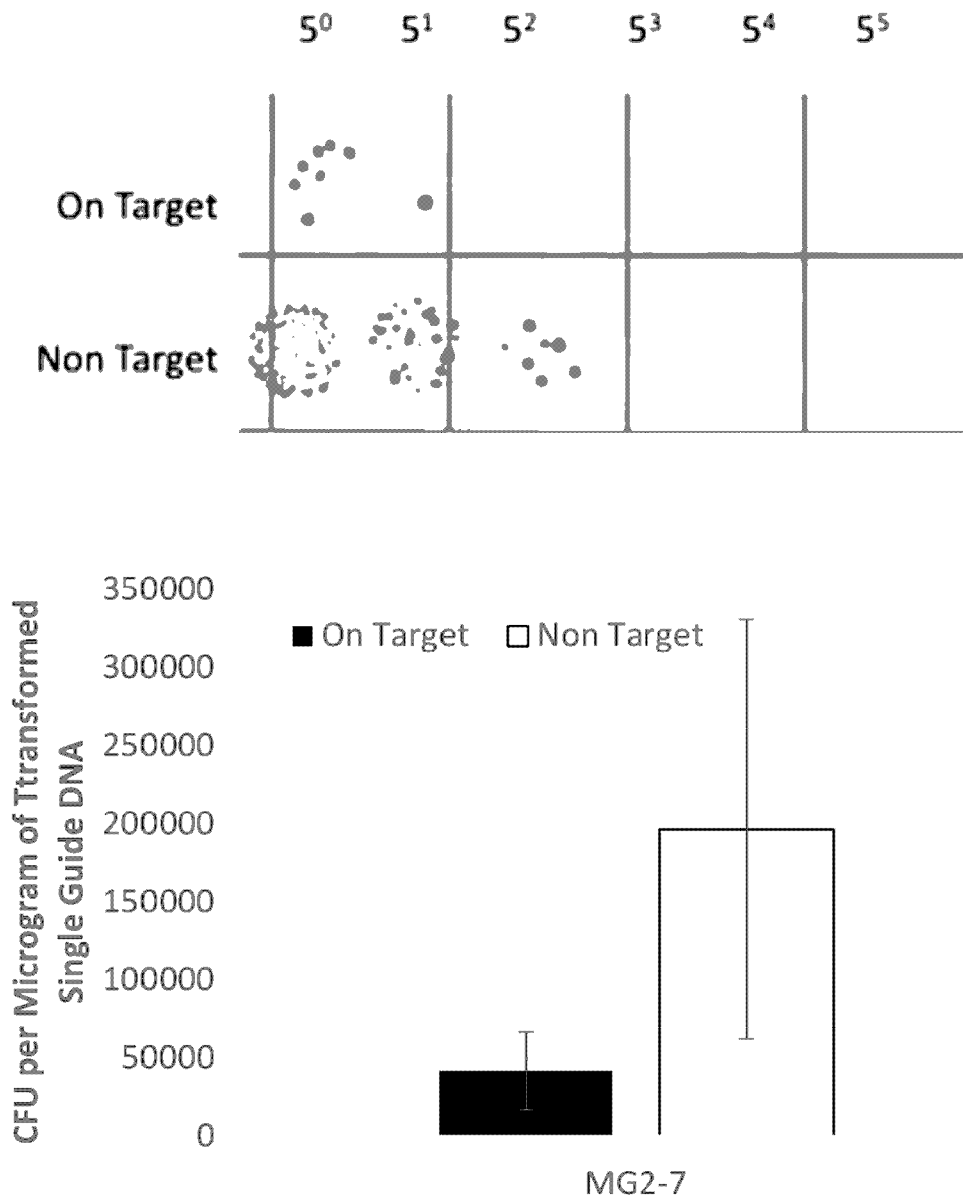 5⁰ 5¹ 5² 5³ 5⁴ 5⁵
On Target
Non Target
350000
300000
250000
200000
150000
100000
50000
0
CFU per Microgram of Ttransformed
Single Guide DNA
On Target Non Target
MG2-7